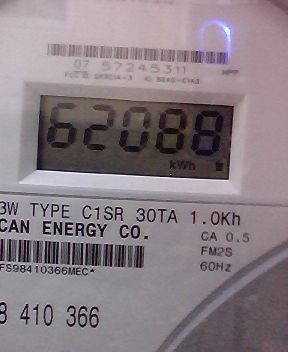 07 57245311
62088
kWh
3W TYPE C1SR 30TA 1.0Kh
CAN ENERGY CO.
CA 0.5
FM2S
60Hz
FS98410366MEC*
8 410 366